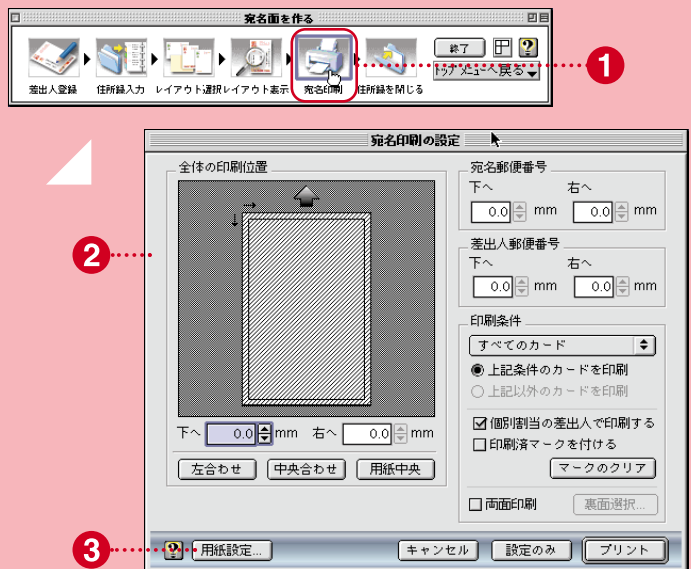 宛名面を作る
終了
?
トップメニューへ戻る
差出人登録 住所録入力 レイアウト選択 レイアウト表示 宛名印刷 住所録を閉じる
1
宛名印刷の設定
全体の印刷位置
下へ 0.0 mm 右へ 0.0 mm
左合わせ 中央合わせ 用紙中央
2
宛名郵便番号
下へ 右へ
0.0 mm 0.0 mm
差出人郵便番号
下へ 右へ
0.0 mm 0.0 mm
印刷条件
すべてのカード
上記条件のカードを印刷
上記以外のカードを印刷
個別割当の差出人で印刷する
印刷済マークを付ける
マークのクリア
両面印刷 裏面選択...
3
? 用紙設定... キャンセル 設定のみ プリント